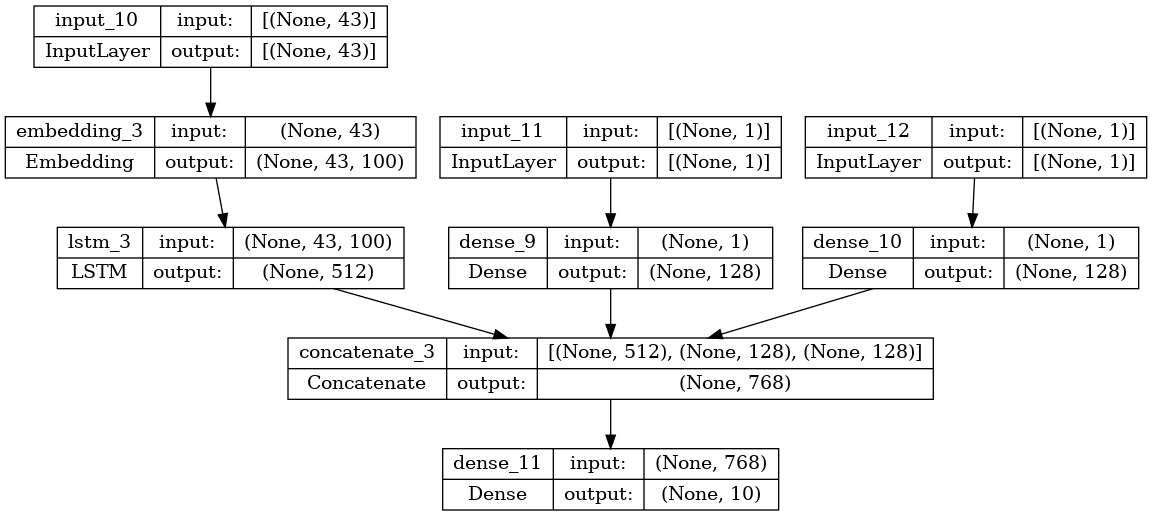 input_10 input: [(None, 43)]
InputLayer output: [(None, 43)]
embedding_3 input: (None, 43)
Embedding output: (None, 43, 100)
input_11 input: [(None, 1)]
InputLayer output: [(None, 1)]
input_12 input: [(None, 1)]
InputLayer output: [(None, 1)]
lstm_3 input: (None, 43, 100)
LSTM output: (None, 512)
dense_9 input: (None, 1)
Dense output: (None, 128)
dense_10 input: (None, 1)
Dense output: (None, 128)
concatenate_3 input: [(None, 512), (None, 128), (None, 128)]
Concatenate output: (None, 768)
dense_11 input: (None, 768)
Dense output: (None, 10)